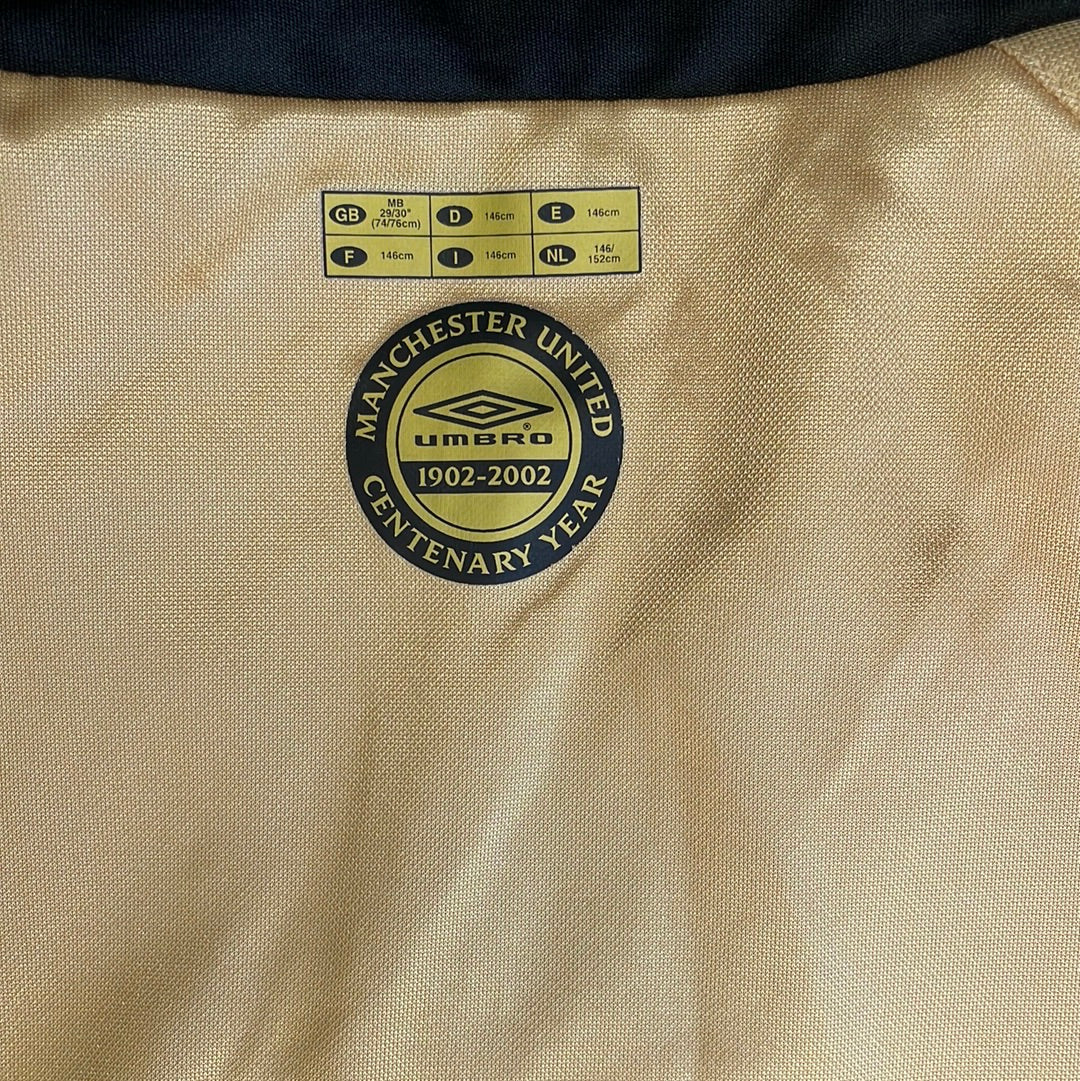 GB MB 29/30" (74/76cm) D 146cm E 146cm
F 146cm I 146cm NL 146/ 152cm
MANCHESTER UNITED
UMBRO®
1902-2002
CENTENARY YEAR